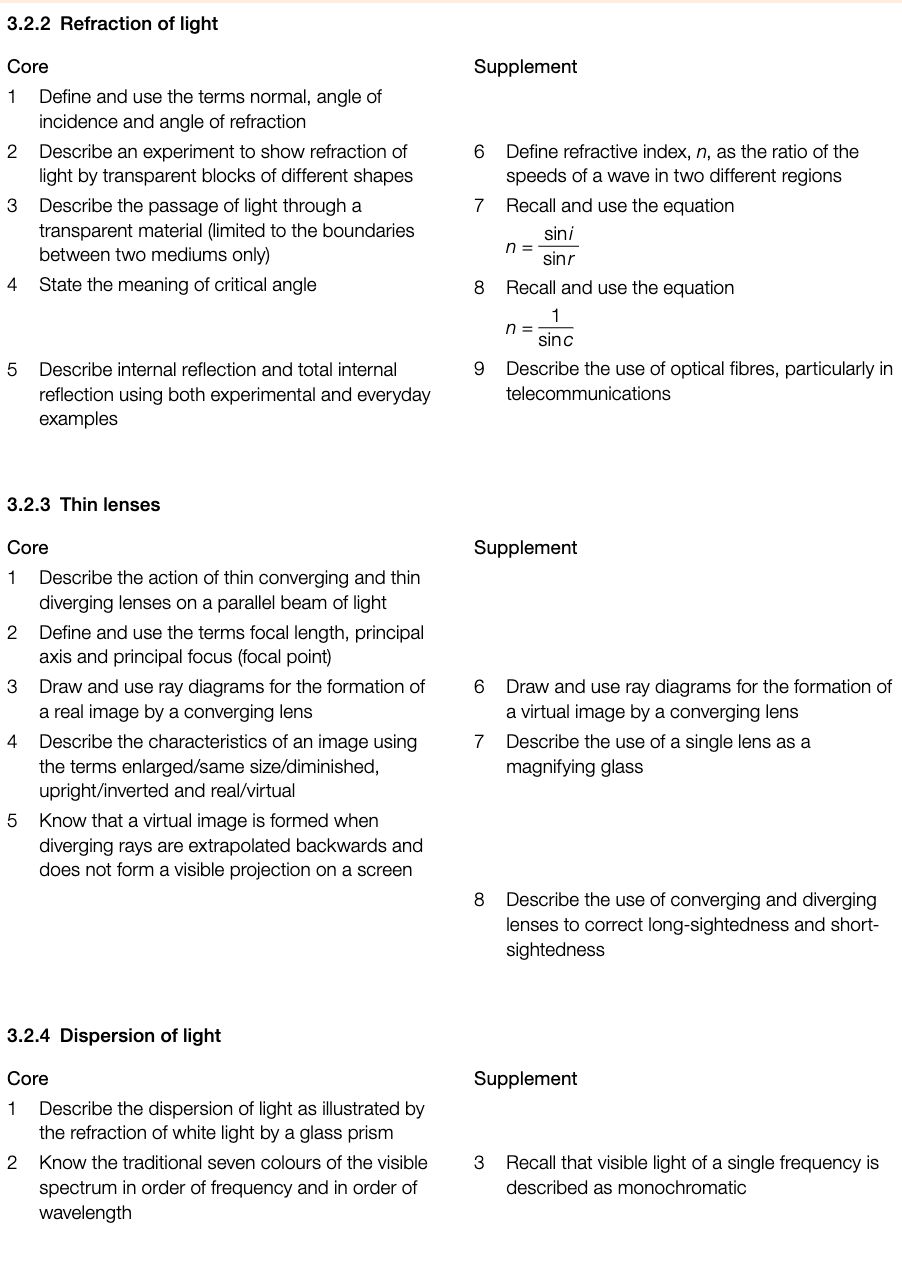 3.2.2 Refraction of light
Core
1 Define and use the terms normal, angle of
incidence and angle of refraction
2 Describe an experiment to show refraction of
light by transparent blocks of different shapes
3 Describe the passage of light through a
transparent material (limited to the boundaries
between two mediums only)
4 State the meaning of critical angle
5 Describe internal reflection and total internal
reflection using both experimental and everyday
examples
Supplement
6 Define refractive index, n, as the ratio of the
speeds of a wave in two different regions
7 Recall and use the equation
n = sin i / sin r
8 Recall and use the equation
n = 1 / sin c
9 Describe the use of optical fibres, particularly in
telecommunications
3.2.3 Thin lenses
Core
1 Describe the action of thin converging and thin
diverging lenses on a parallel beam of light
2 Define and use the terms focal length, principal
axis and principal focus (focal point)
3 Draw and use ray diagrams for the formation of
a real image by a converging lens
4 Describe the characteristics of an image using
the terms enlarged/same size/diminished,
upright/inverted and real/virtual
5 Know that a virtual image is formed when
diverging rays are extrapolated backwards and
does not form a visible projection on a screen
Supplement
6 Draw and use ray diagrams for the formation of
a virtual image by a converging lens
7 Describe the use of a single lens as a
magnifying glass
8 Describe the use of converging and diverging
lenses to correct long-sightedness and short-
sightedness
3.2.4 Dispersion of light
Core
1 Describe the dispersion of light as illustrated by
the refraction of white light by a glass prism
2 Know the traditional seven colours of the visible
spectrum in order of frequency and in order of
wavelength
Supplement
3 Recall that visible light of a single frequency is
described as monochromatic